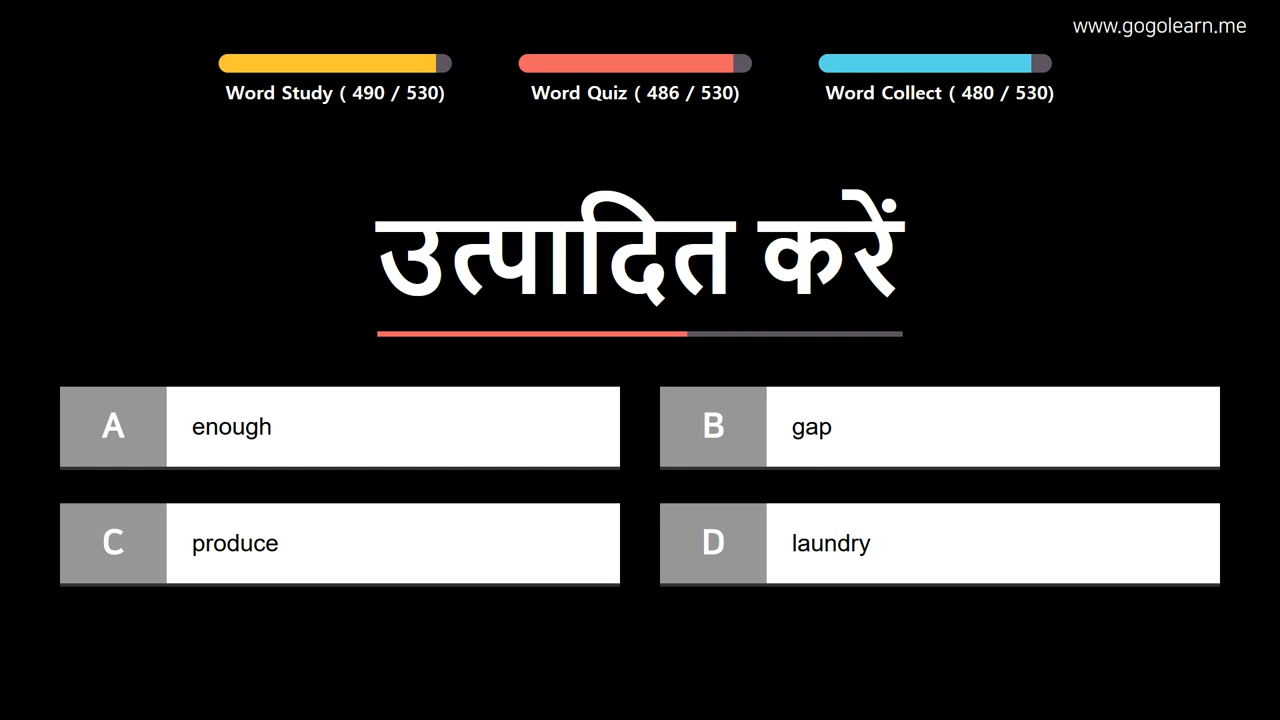 www.gogolearn.me
Word Study ( 490 / 530)
Word Quiz ( 486 / 530)
Word Collect ( 480 / 530)
उत्पादित करें
A enough
B gap
C produce
D laundry